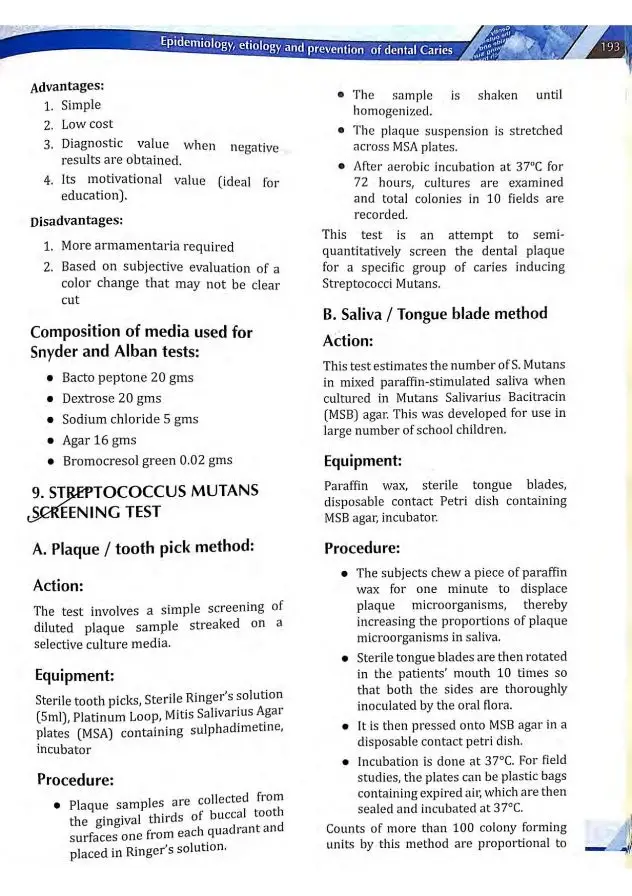 Epidemiology, etiology and prevention of dental Caries
193
Advantages:
1. Simple
2. Low cost
3. Diagnostic value when negative
results are obtained.
4. Its motivational value (ideal for
education).
Disadvantages:
1. More armamentaria required
2. Based on subjective evaluation of a
color change that may not be clear
cut
Composition of media used for
Snyder and Alban tests:
• Bacto peptone 20 gms
• Dextrose 20 gms
• Sodium chloride 5 gms
• Agar 16 gms
• Bromocresol green 0.02 gms
9. STREPTOCOCCUS MUTANS
SCREENING TEST
A. Plaque / tooth pick method:
Action:
The test involves a simple screening of
diluted plaque sample streaked on a
selective culture media.
Equipment:
Sterile tooth picks, Sterile Ringer's solution
(5ml), Platinum Loop, Mitis Salivarius Agar
plates (MSA) containing sulphadimetine,
incubator
Procedure:
• Plaque samples are collected from
the gingival thirds of buccal tooth
surfaces one from each quadrant and
placed in Ringer's solution.
• The sample is shaken until
homogenized.
• The plaque suspension is stretched
across MSA plates.
• After aerobic incubation at 37°C for
72 hours, cultures are examined
and total colonies in 10 fields are
recorded.
This test is an attempt to semi-
quantitatively screen the dental plaque
for a specific group of caries inducing
Streptococci Mutans.
B. Saliva / Tongue blade method
Action:
This test estimates the number of S. Mutans
in mixed paraffin-stimulated saliva when
cultured in Mutans Salivarius Bacitracin
(MSB) agar. This was developed for use in
large number of school children.
Equipment:
Paraffin wax, sterile tongue blades,
disposable contact Petri dish containing
MSB agar, incubator.
Procedure:
• The subjects chew a piece of paraffin
wax for one minute to displace
plaque microorganisms, thereby
increasing the proportions of plaque
microorganisms in saliva.
• Sterile tongue blades are then rotated
in the patients' mouth 10 times so
that both the sides are thoroughly
inoculated by the oral flora.
• It is then pressed onto MSB agar in a
disposable contact petri dish.
• Incubation is done at 37°C. For field
studies, the plates can be plastic bags
containing expired air, which are then
sealed and incubated at 37°C.
Counts of more than 100 colony forming
units by this method are proportional to